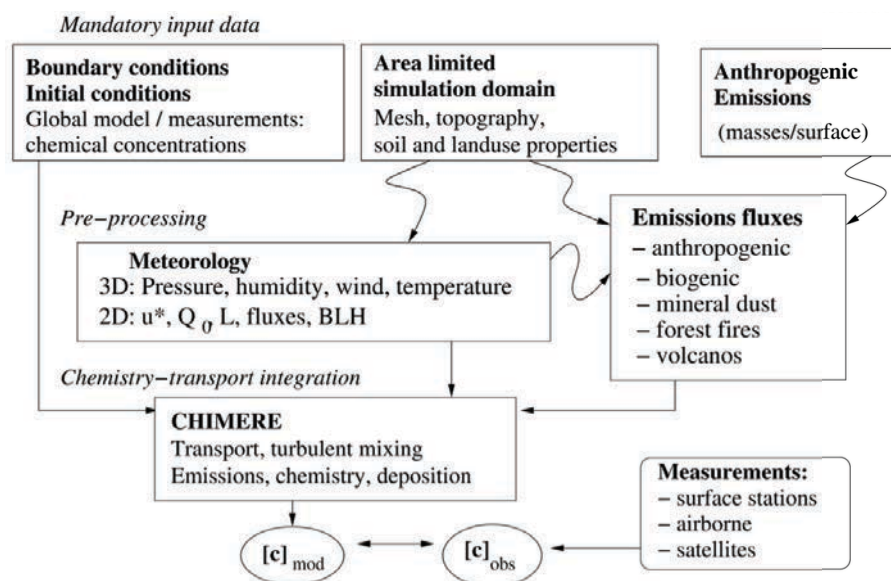 Mandatory input data
Boundary conditions
Initial conditions
Global model / measurements:
chemical concentrations
Area limited
simulation domain
Mesh, topography,
soil and landuse properties
Anthropogenic
Emissions
(masses/surface)
Pre−processing
Meteorology
3D: Pressure, humidity, wind, temperature
2D: u*, Q 0, L, fluxes, BLH
Emissions fluxes
− anthropogenic
− biogenic
− mineral dust
− forest fires
− volcanos
Chemistry−transport integration
CHIMERE
Transport, turbulent mixing
Emissions, chemistry, deposition
Measurements:
− surface stations
− airborne
− satellites
[c] mod
[c] obs